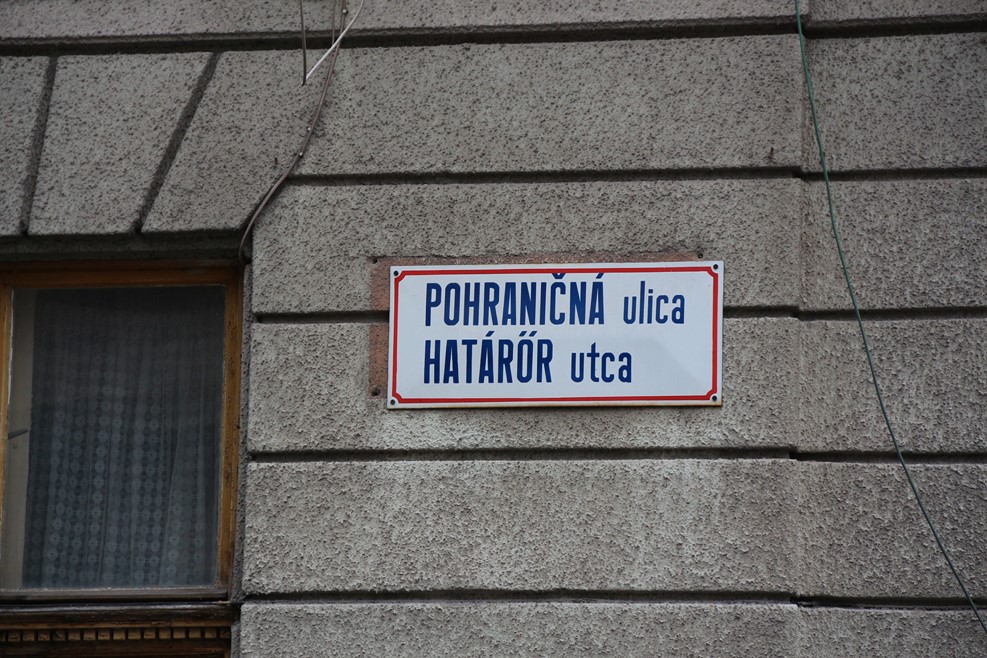 POHRANIČNÁ ulica
HATÁRŐR utca